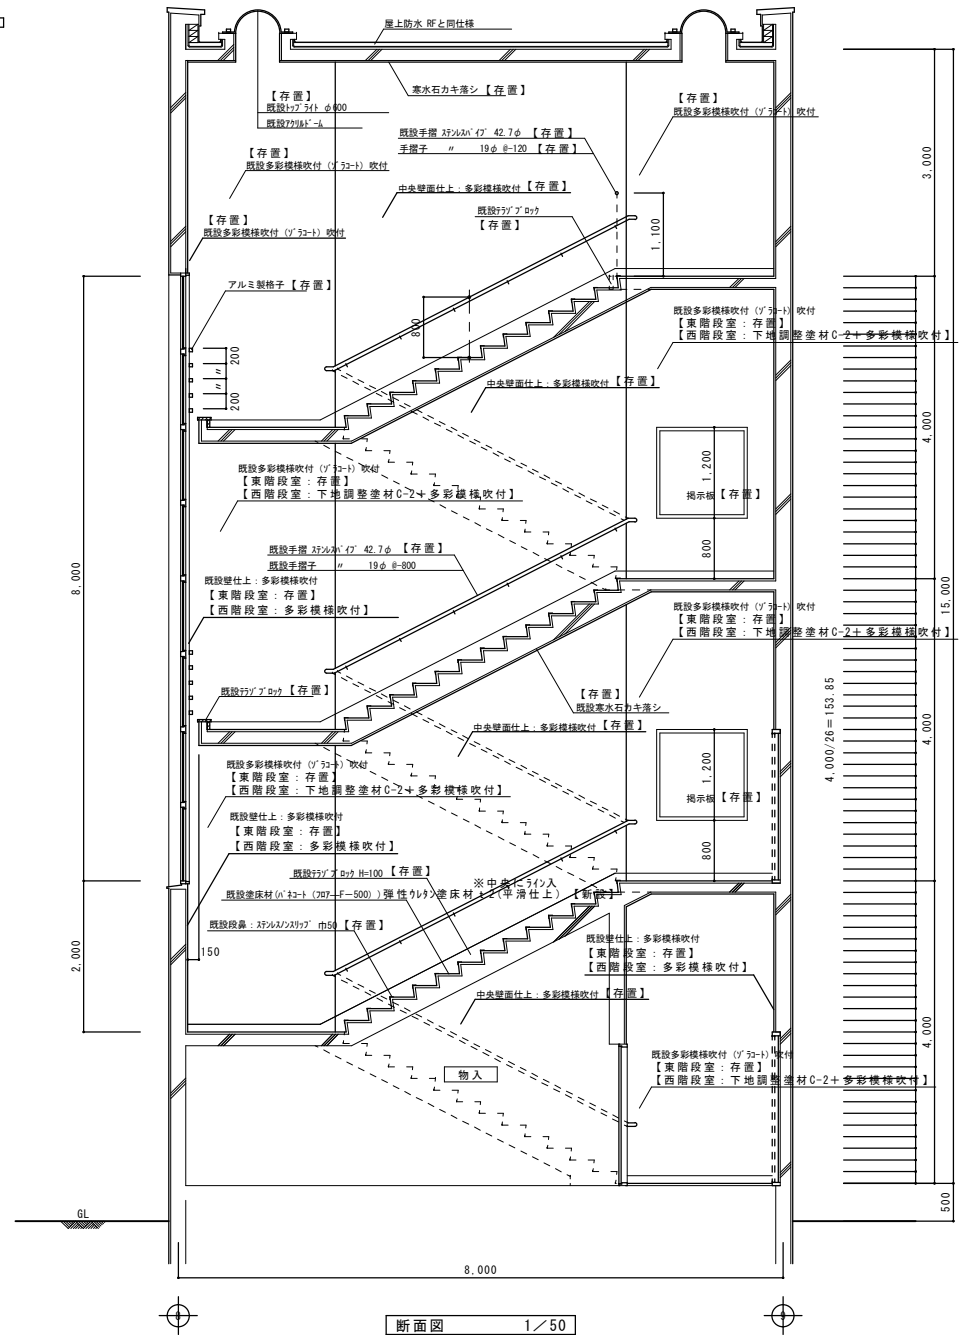 屋上防水 RFと同仕様
寒水石カキ落シ【存置】
【存置】
既設トップライト φ600
既設アクリルドーム
【存置】
既設多彩模様吹付(ゾラコート)吹付
既設手摺 ステンレスパイプ 42.7φ 【存置】
手摺子 〃 19φ @-120 【存置】
3,000
【存置】
既設多彩模様吹付(ゾラコート)吹付
中央壁面仕上:多彩模様吹付【存置】
既設テラゾブロック
【存置】
【存置】
既設多彩模様吹付(ゾラコート)吹付
1,100
アルミ製格子【存置】
800
既設多彩模様吹付(ゾラコート)吹付
【東階段室:存置】
【西階段室:下地調整塗材C-2+多彩模様吹付】
200
〃
〃
200
中央壁面仕上:多彩模様吹付【存置】
4,000
1,200
既設多彩模様吹付(ゾラコート)吹付
【東階段室:存置】
【西階段室:下地調整塗材C-2+多彩模様吹付】
掲示板【存置】
既設手摺 ステンレスパイプ 42.7φ 【存置】
既設手摺子 〃 19φ @-800
800
8,000
既設壁仕上:多彩模様吹付
【東階段室:存置】
【西階段室:多彩模様吹付】
15,000
既設多彩模様吹付(ゾラコート)吹付
【東階段室:存置】
【西階段室:下地調整塗材C-2+多彩模様吹付】
既設テラゾブロック【存置】
【存置】
既設寒水石カキ落シ
4,000/26=153.85
中央壁面仕上:多彩模様吹付【存置】
4,000
1,200
既設多彩模様吹付(ゾラコート)吹付
【東階段室:存置】
【西階段室:下地調整塗材C-2+多彩模様吹付】
掲示板【存置】
既設壁仕上:多彩模様吹付
【東階段室:存置】
【西階段室:多彩模様吹付】
800
既設テラゾブロック H=100 【存置】
※中央にライン入
既設塗床材(パネコート(フロアーF-500))弾性ウレタン塗床材 t2(平滑仕上) 【新設】
既設段鼻:ステンレスノンスリップ 巾50【存置】
2,000
150
既設壁仕上:多彩模様吹付
【東階段室:存置】
【西階段室:多彩模様吹付】
中央壁面仕上:多彩模様吹付【存置】
4,000
既設多彩模様吹付(ゾラコート)吹付
【東階段室:存置】
【西階段室:下地調整塗材C-2+多彩模様吹付】
物入
500
GL
8,000
断面図 1/50